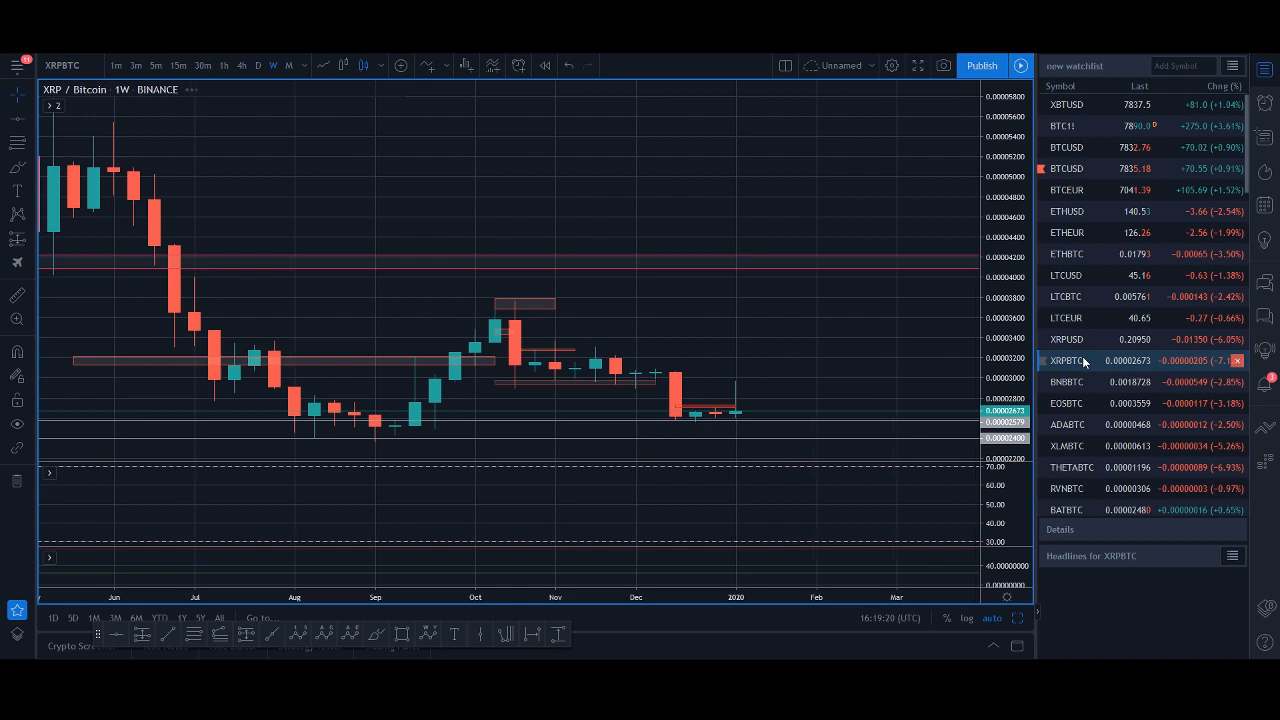 11
XRPBTC 1m 3m 5m 15m 30m 1h 4h D W M Unnamed Publish
new watchlist Add Symbol
Symbol Last Chng (%)
XRP / Bitcoin · 1W · BINANCE
2
XBTUSD 7837.5 +81.0 (+1.04%)
BTC1! 7890.0 D +275.0 (+3.61%)
BTCUSD 7832.76 +70.02 (+0.90%)
BTCUSD 7835.18 +70.55 (+0.91%)
BTCEUR 7041.39 +105.69 (+1.52%)
ETHUSD 140.53 −3.66 (−2.54%)
ETHEUR 126.26 −2.56 (−1.99%)
ETHBTC 0.01793 −0.00065 (−3.50%)
LTCUSD 45.16 −0.63 (−1.38%)
LTCBTC 0.005761 −0.000143 (−2.42%)
LTCEUR 40.65 −0.27 (−0.66%)
XRPUSD 0.20950 −0.01350 (−6.05%)
XRPBTC 0.00002673 −0.00000205 (−7.1
BNBBTC 0.0018728 −0.0000549 (−2.85%)
EOSBTC 0.0003559 −0.0000117 (−3.18%)
ADABTC 0.00000468 −0.00000012 (−2.50%)
XLMBTC 0.00000613 −0.00000034 (−5.26%)
THETABTC 0.00001196 −0.00000089 (−6.93%)
RVNBTC 0.00000306 −0.00000003 (−0.97%)
BATBTC 0.00002480 +0.00000016 (+0.65%)
Details
Headlines for XRPBTC
3
0.00005800
0.00005600
0.00005400
0.00005200
0.00005000
0.00004800
0.00004600
0.00004400
0.00004200
0.00004000
0.00003800
0.00003600
0.00003400
0.00003200
0.00003000
0.00002800
0.00002673
0.00002579
0.00002400
0.00002200
70.00
60.00
50.00
40.00
30.00
40.00000000
0.00000000
Jun Jul Aug Sep Oct Nov Dec 2020 Feb Mar
1D 5D 1M 3M 6M YTD 1Y 5Y All Go to... 16:19:20 (UTC) % log auto
Crypto Scre